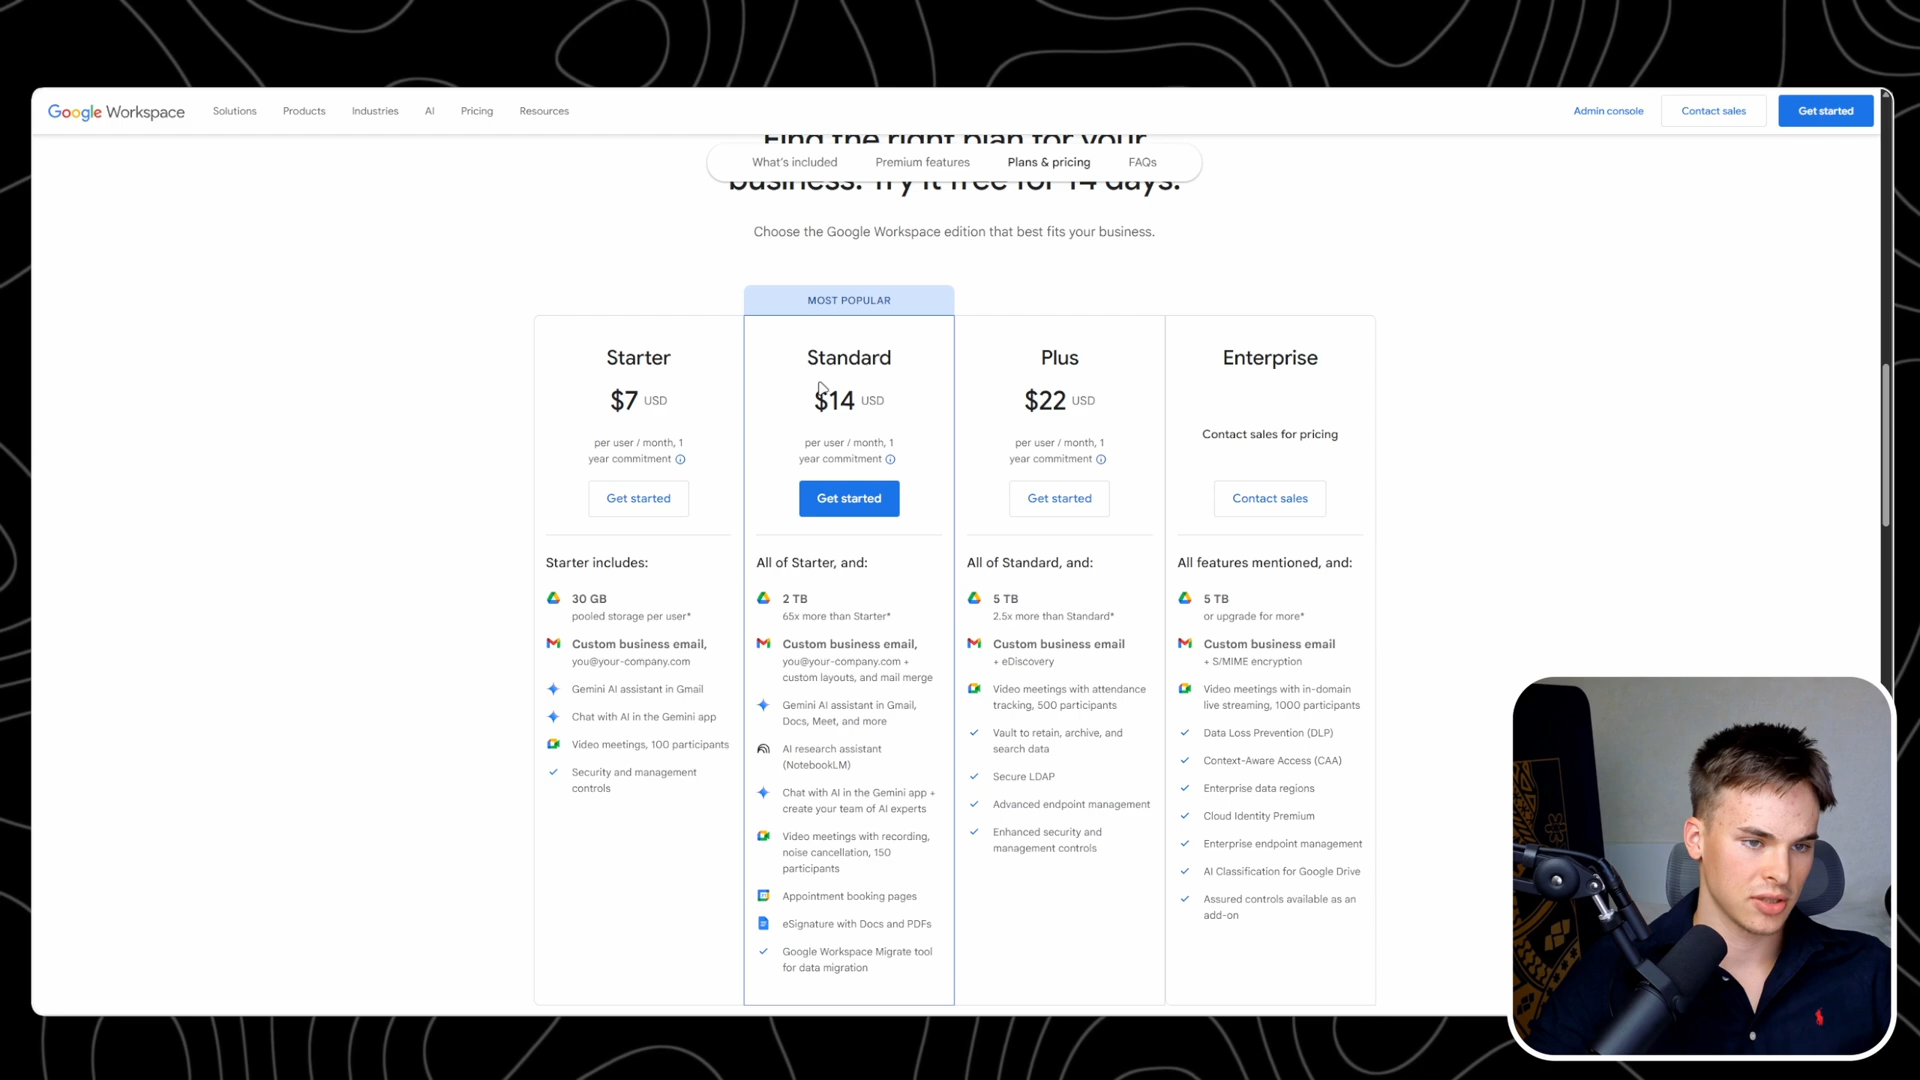 Google Workspace
Solutions
Products
Industries
AI
Pricing
Resources
Admin console
Contact sales
Get started
Find the right plan for your
What's included
Premium features
Plans & pricing
FAQs
business. Try it free for 14 days.
Choose the Google Workspace edition that best fits your business.
MOST POPULAR
Starter
$7 USD
per user / month, 1
year commitment
Get started
Starter includes:
30 GB
pooled storage per user*
Custom business email,
you@your-company.com
Gemini AI assistant in Gmail
Chat with AI in the Gemini app
Video meetings, 100 participants
Security and management
controls
Standard
$14 USD
per user / month, 1
year commitment
Get started
All of Starter, and:
2 TB
65x more than Starter*
Custom business email,
you@your-company.com +
custom layouts, and mail merge
Gemini AI assistant in Gmail,
Docs, Meet, and more
AI research assistant
(NotebookLM)
Chat with AI in the Gemini app +
create your team of AI experts
Video meetings with recording,
noise cancellation, 150
participants
Appointment booking pages
eSignature with Docs and PDFs
Google Workspace Migrate tool
for data migration
Plus
$22 USD
per user / month, 1
year commitment
Get started
All of Standard, and:
5 TB
2.5x more than Standard*
Custom business email
+ eDiscovery
Video meetings with attendance
tracking, 500 participants
Vault to retain, archive, and
search data
Secure LDAP
Advanced endpoint management
Enhanced security and
management controls
Enterprise
Contact sales for pricing
Contact sales
All features mentioned, and:
5 TB
or upgrade for more*
Custom business email
+ S/MIME encryption
Video meetings with in-domain
live streaming, 1000 participants
Data Loss Prevention (DLP)
Context-Aware Access (CAA)
Enterprise data regions
Cloud Identity Premium
Enterprise endpoint management
AI Classification for Google Drive
Assured controls available as an
add-on